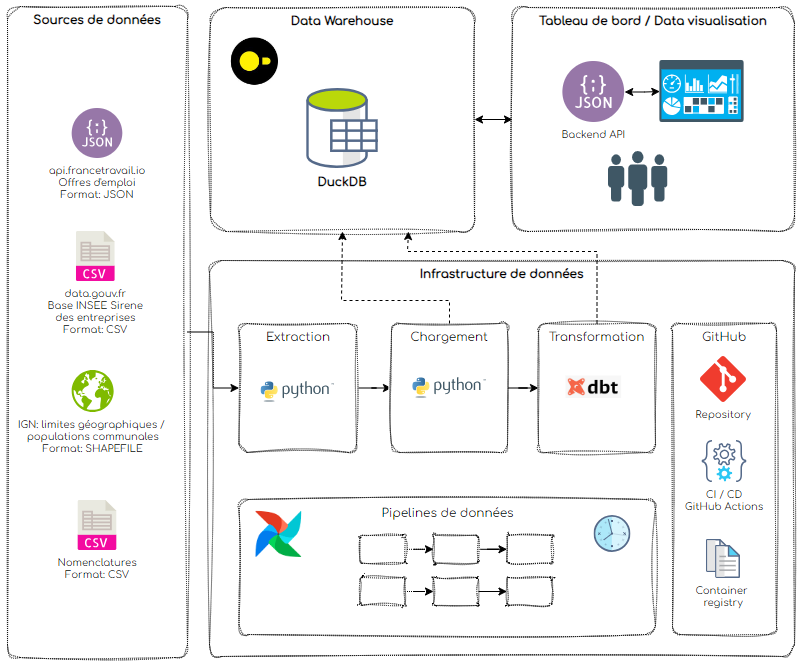 Sources de données
{;}
JSON
api.francetravail.io
Offres d'emploi
Format: JSON
CSV
data.gouv.fr
Base INSEE Sirene
des entreprises
Format: CSV
IGN: limites géographiques /
populations communales
Format: SHAPEFILE
CSV
Nomenclatures
Format: CSV
Data Warehouse
DuckDB
Tableau de bord / Data visualisation
{;}
JSON
Backend API
Infrastructure de données
Extraction
python™
Chargement
python™
Transformation
dbt
GitHub
Repository
CI / CD
GitHub Actions
Container
registry
Pipelines de données